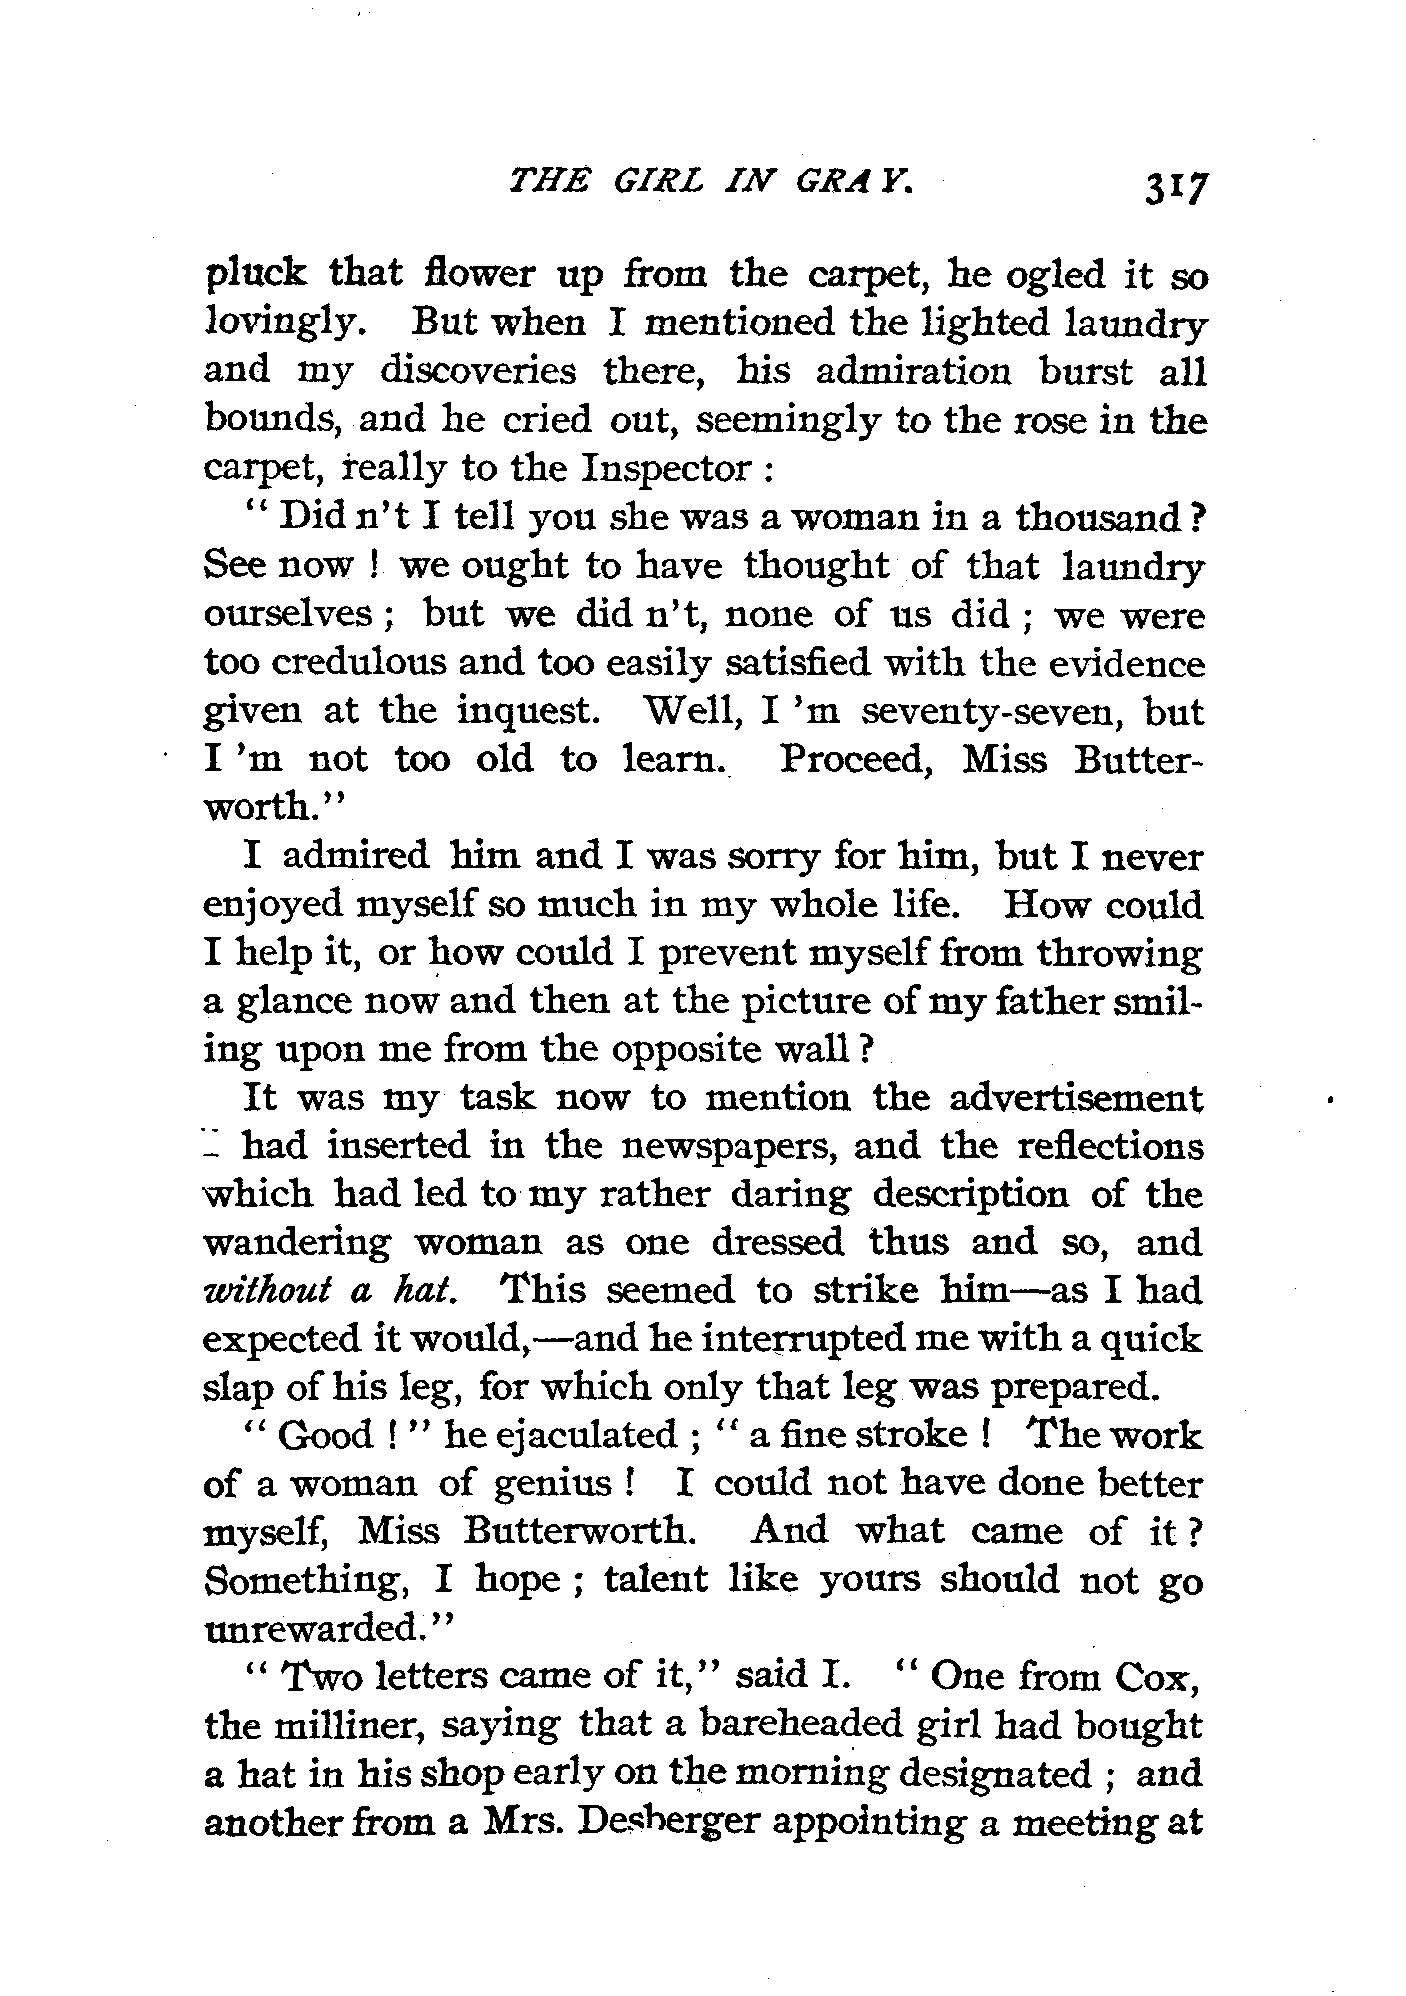 THE GIRL IN GRAY. 317
pluck that flower up from the carpet, he ogled it so
lovingly. But when I mentioned the lighted laundry
and my discoveries there, his admiration burst all
bounds, and he cried out, seemingly to the rose in the
carpet, really to the Inspector :
“ Did n't I tell you she was a woman in a thousand ?
See now ! we ought to have thought of that laundry
ourselves ; but we did n't, none of us did ; we were
too credulous and too easily satisfied with the evidence
given at the inquest. Well, I 'm seventy-seven, but
I 'm not too old to learn. Proceed, Miss Butter-
worth.”
I admired him and I was sorry for him, but I never
enjoyed myself so much in my whole life. How could
I help it, or how could I prevent myself from throwing
a glance now and then at the picture of my father smil-
ing upon me from the opposite wall ?
It was my task now to mention the advertisement
had inserted in the newspapers, and the reflections
which had led to my rather daring description of the
wandering woman as one dressed thus and so, and
without a hat. This seemed to strike him—as I had
expected it would,—and he interrupted me with a quick
slap of his leg, for which only that leg was prepared.
“ Good ! ” he ejaculated ; “ a fine stroke ! The work
of a woman of genius ! I could not have done better
myself, Miss Butterworth. And what came of it ?
Something, I hope ; talent like yours should not go
unrewarded.”
“ Two letters came of it,” said I. “ One from Cox,
the milliner, saying that a bareheaded girl had bought
a hat in his shop early on the morning designated ; and
another from a Mrs. Desberger appointing a meeting at